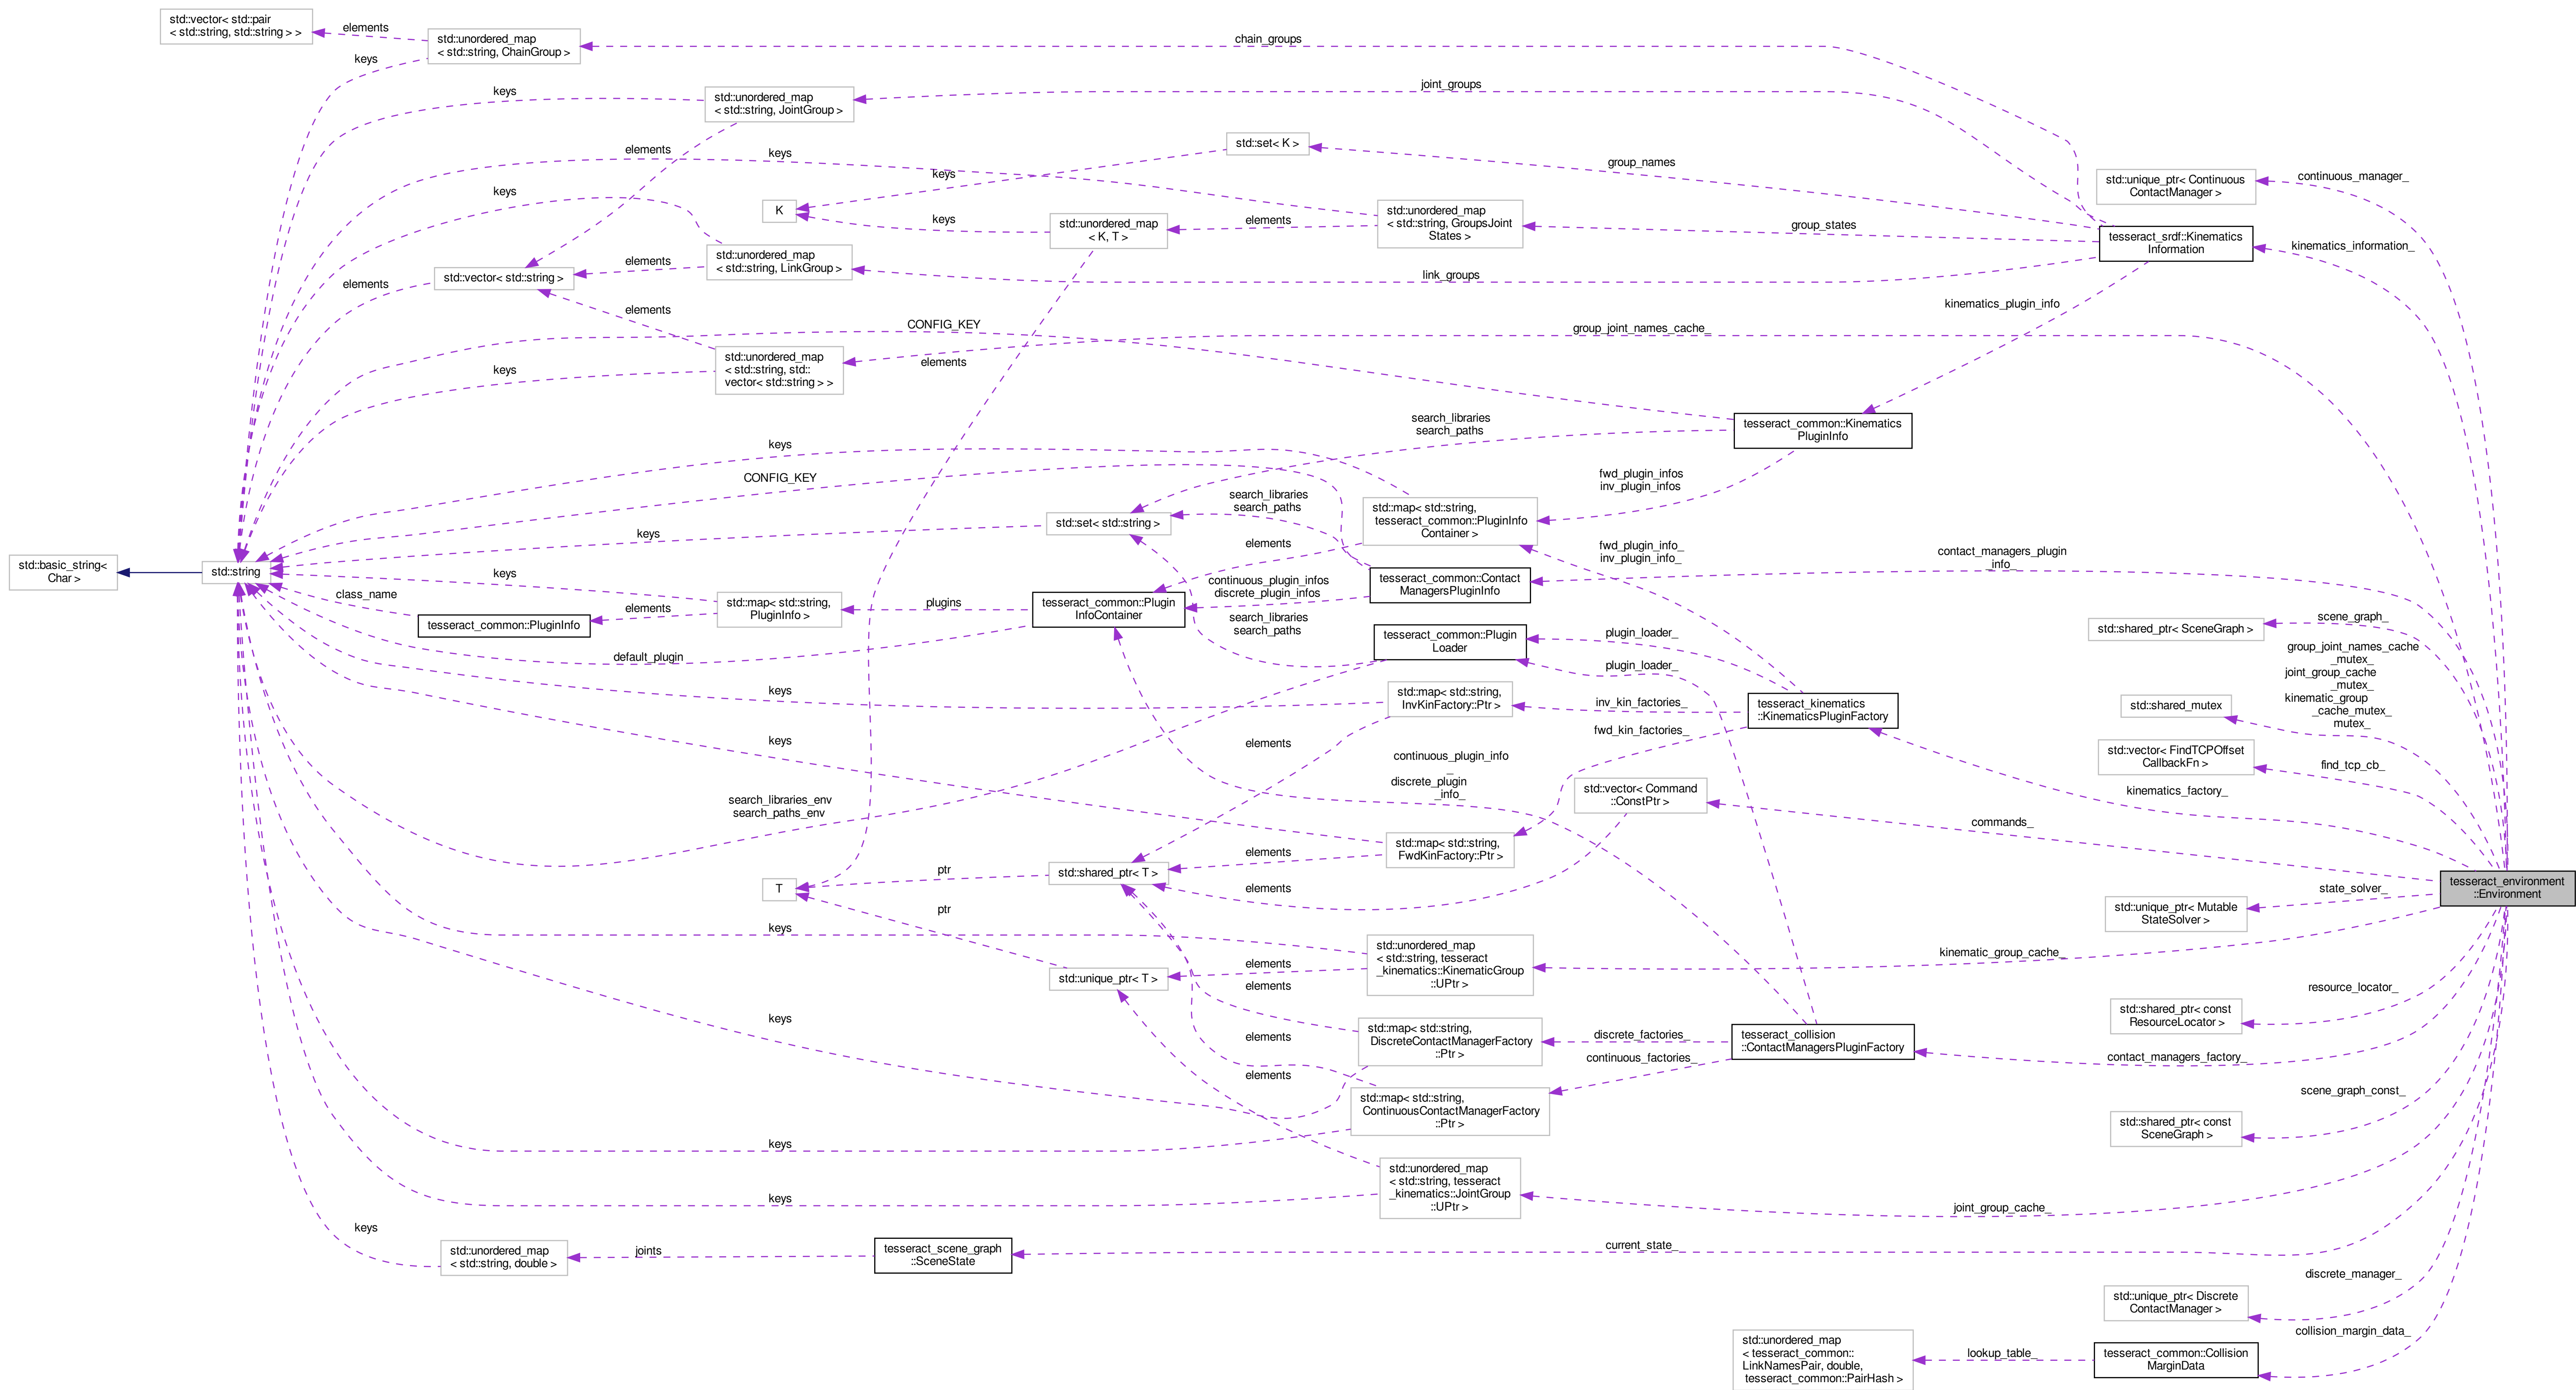 std::vector< std::pair
< std::string, std::string > >
elements
std::unordered_map
< std::string, ChainGroup >
keys
chain_groups
keys
std::unordered_map
< std::string, JointGroup >
joint_groups
elements
keys
std::set< K >
group_names
keys
keys
K
std::unordered_map
< K, T >
keys
elements
std::unordered_map
< std::string, GroupsJoint
States >
group_states
std::unique_ptr< Continuous
ContactManager >
continuous_manager_
tesseract_srdf::Kinematics
Information
kinematics_information_
std::vector< std::string >
elements
elements
std::unordered_map
< std::string, LinkGroup >
link_groups
elements
kinematics_plugin_info
CONFIG_KEY
group_joint_names_cache_
std::unordered_map
< std::string, std::
vector< std::string > >
keys
elements
search_libraries
search_paths
tesseract_common::Kinematics
PluginInfo
keys
CONFIG_KEY
fwd_plugin_infos
inv_plugin_infos
search_libraries
search_paths
std::map< std::string,
tesseract_common::PluginInfo
Container >
std::set< std::string >
keys
elements
fwd_plugin_info_
inv_plugin_info_
contact_managers_plugin
_info_
std::basic_string<
Char >
std::string
keys
class_name
tesseract_common::PluginInfo
elements
std::map< std::string,
PluginInfo >
plugins
tesseract_common::Plugin
InfoContainer
continuous_plugin_infos
discrete_plugin_infos
tesseract_common::Contact
ManagersPluginInfo
search_libraries
search_paths
tesseract_common::Plugin
Loader
plugin_loader_
plugin_loader_
std::shared_ptr< SceneGraph >
scene_graph_
default_plugin
group_joint_names_cache
_mutex_
joint_group_cache
_mutex_
kinematic_group
_cache_mutex_
mutex_
keys
std::map< std::string,
InvKinFactory::Ptr >
inv_kin_factories_
tesseract_kinematics
::KinematicsPluginFactory
std::shared_mutex
fwd_kin_factories_
keys
elements
continuous_plugin_info
_
discrete_plugin
_info_
std::vector< FindTCPOffset
CallbackFn >
find_tcp_cb_
kinematics_factory_
search_libraries_env
search_paths_env
std::vector< Command
::ConstPtr >
commands_
std::map< std::string,
FwdKinFactory::Ptr >
elements
std::shared_ptr< T >
ptr
T
elements
state_solver_
tesseract_environment
::Environment
ptr
std::unique_ptr< Mutable
StateSolver >
keys
std::unordered_map
< std::string, tesseract
_kinematics::KinematicGroup
::UPtr >
kinematic_group_cache_
elements
std::unique_ptr< T >
elements
resource_locator_
std::shared_ptr< const
ResourceLocator >
keys
elements
std::map< std::string,
DiscreteContactManagerFactory
::Ptr >
discrete_factories_
continuous_factories_
tesseract_collision
::ContactManagersPluginFactory
contact_managers_factory_
elements
std::map< std::string,
ContinuousContactManagerFactory
::Ptr >
scene_graph_const_
std::shared_ptr< const
SceneGraph >
keys
std::unordered_map
< std::string, tesseract
_kinematics::JointGroup
::UPtr >
keys
joint_group_cache_
keys
std::unordered_map
< std::string, double >
joints
tesseract_scene_graph
::SceneState
current_state_
discrete_manager_
std::unique_ptr< Discrete
ContactManager >
std::unordered_map
< tesseract_common::
LinkNamesPair, double,
tesseract_common::PairHash >
lookup_table_
tesseract_common::Collision
MarginData
collision_margin_data_